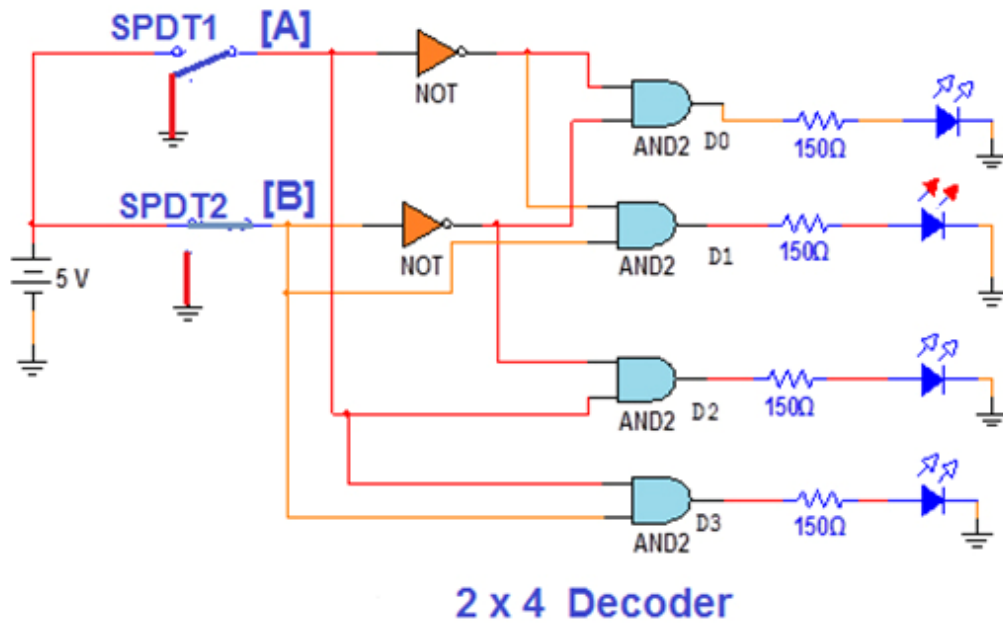 SPDT1 [A]
NOT
AND2 D0
150Ω
SPDT2 [B]
NOT
AND2 D1
150Ω
5 V
AND2 D2
150Ω
AND2 D3
150Ω
2 x 4 Decoder